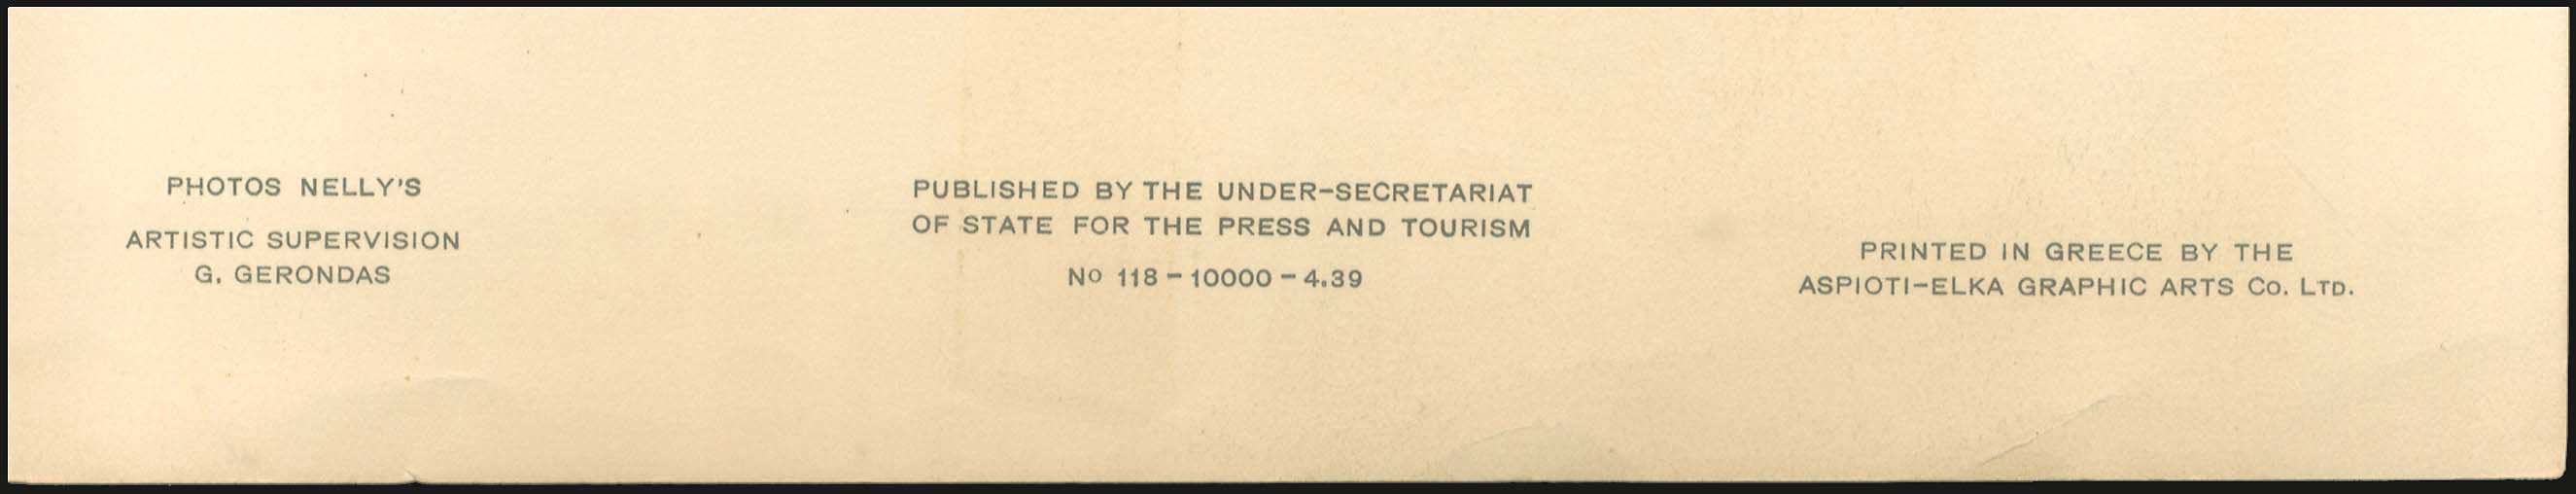 PHOTOS NELLY'S
ARTISTIC SUPERVISION
G. GERONDAS
PUBLISHED BY THE UNDER-SECRETARIAT
OF STATE FOR THE PRESS AND TOURISM
No 118 - 10000 - 4.39
PRINTED IN GREECE BY THE
ASPIOTI-ELKA GRAPHIC ARTS Co. LTD.